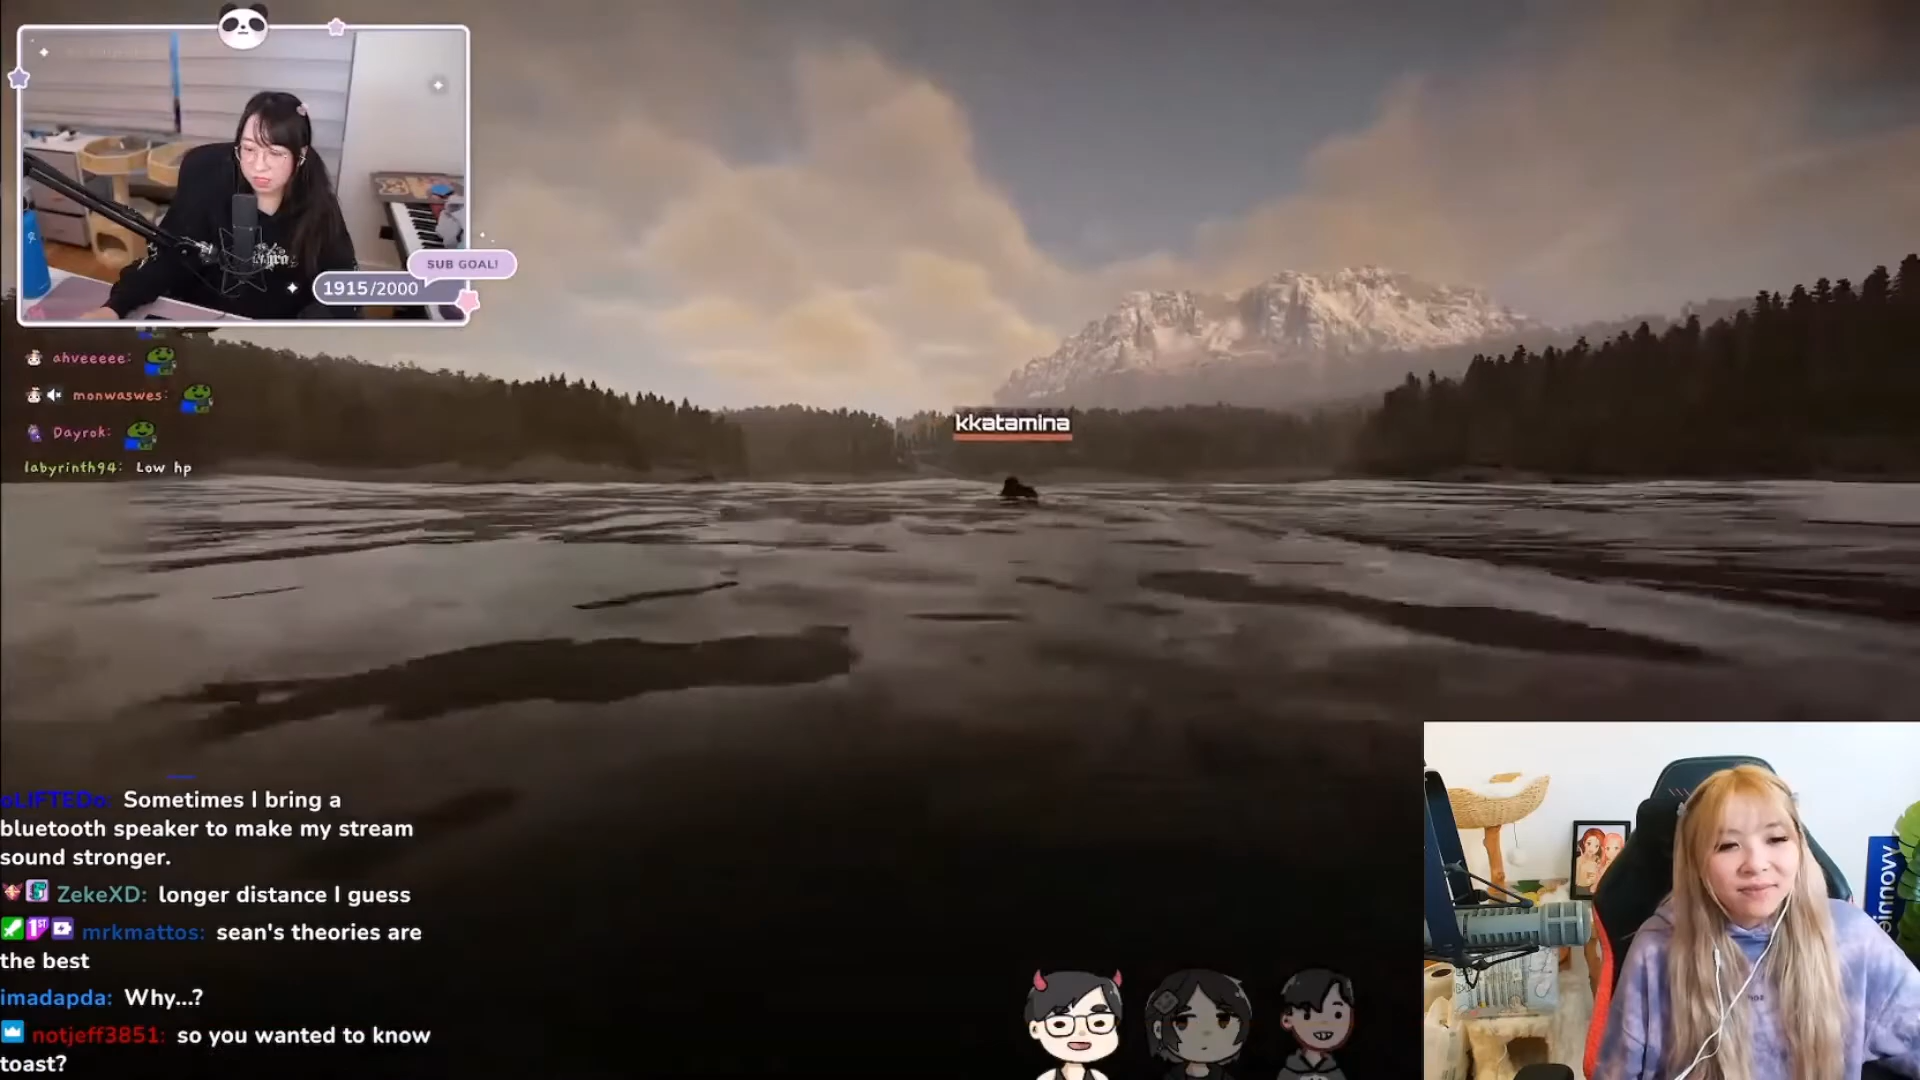 SUB GOAL!
1915/2000
ahveeeee:
monwaswes:
Dayrok:
labyrinth94: Low hp
kkatamina
oLIFTEDo: Sometimes I bring a
bluetooth speaker to make my stream
sound stronger.
ZekeXD: longer distance I guess
1ST mrkmattos: sean's theories are
the best
imadapda: Why...?
notjeff3851: so you wanted to know
toast?